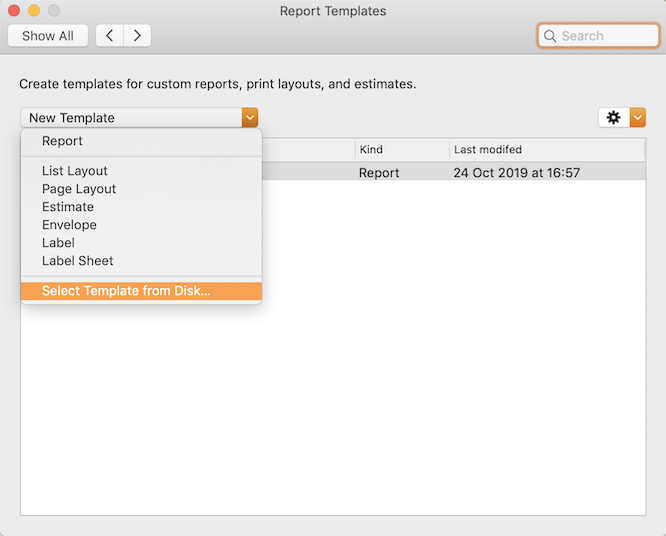 Report Templates
Show All
Search
Create templates for custom reports, print layouts, and estimates.
New Template
Report
List Layout
Page Layout
Estimate
Envelope
Label
Label Sheet
Select Template from Disk...
Kind Last modifed
Report 24 Oct 2019 at 16:57